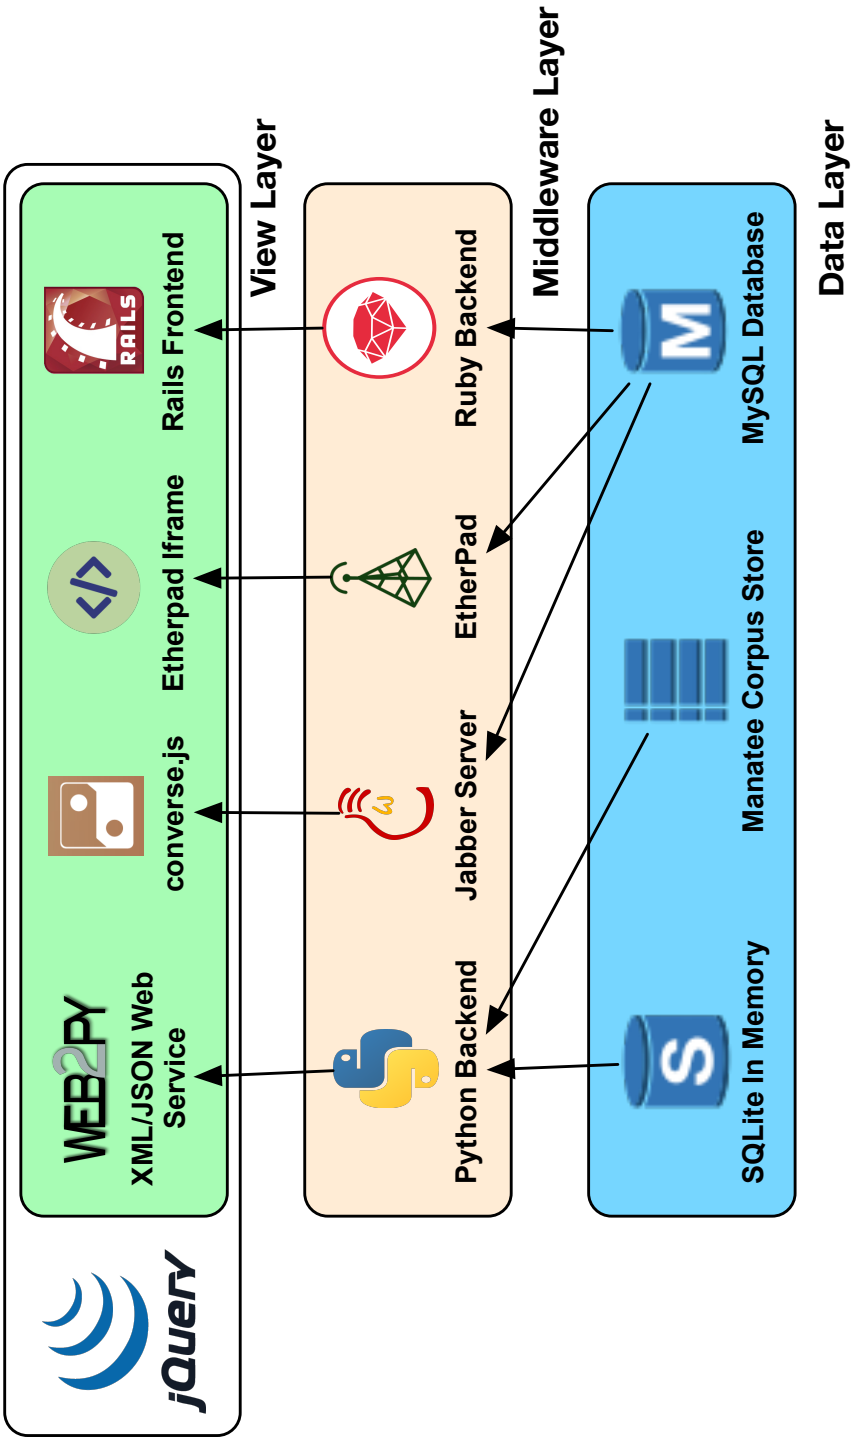 jQuery
WEB2PY
XML/JSON Web
Service
converse.js
Etherpad Iframe
RAILS
Rails Frontend
View Layer
Python Backend
Jabber Server
EtherPad
Ruby Backend
Middleware Layer
S
M
SQLite In Memory
Manatee Corpus Store
MySQL Database
Data Layer